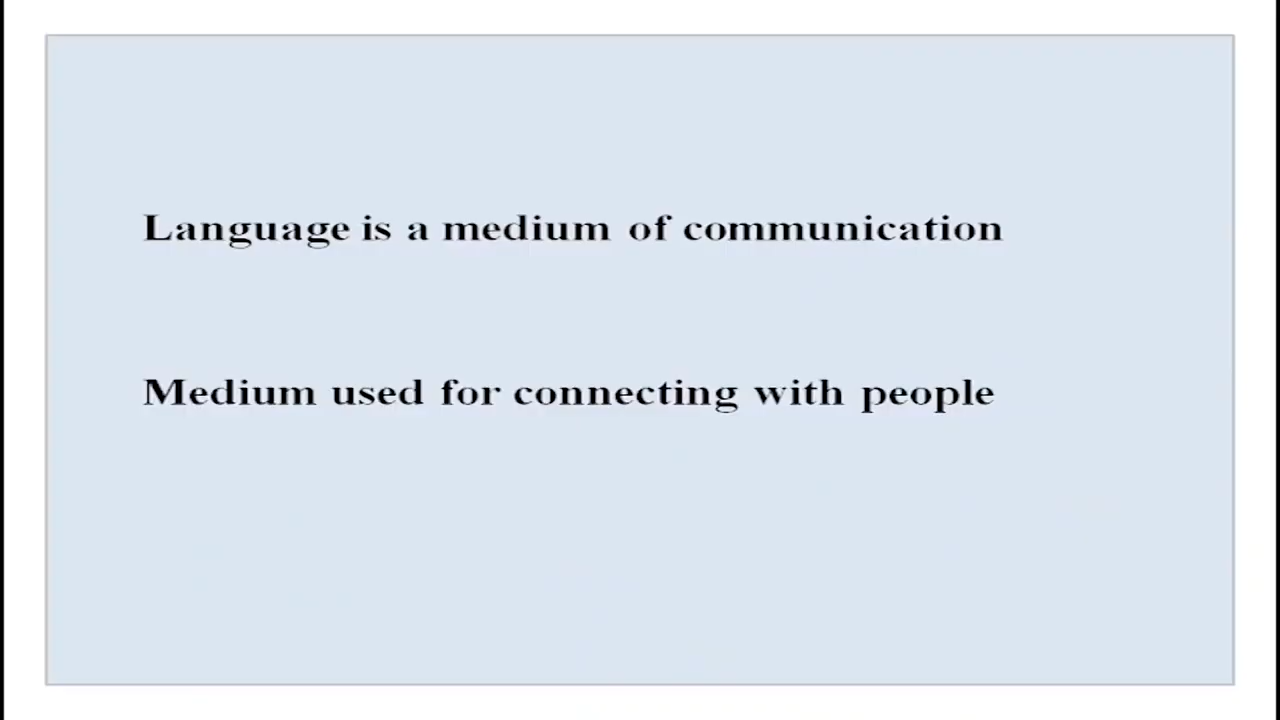 Language is a medium of communication
Medium used for connecting with people